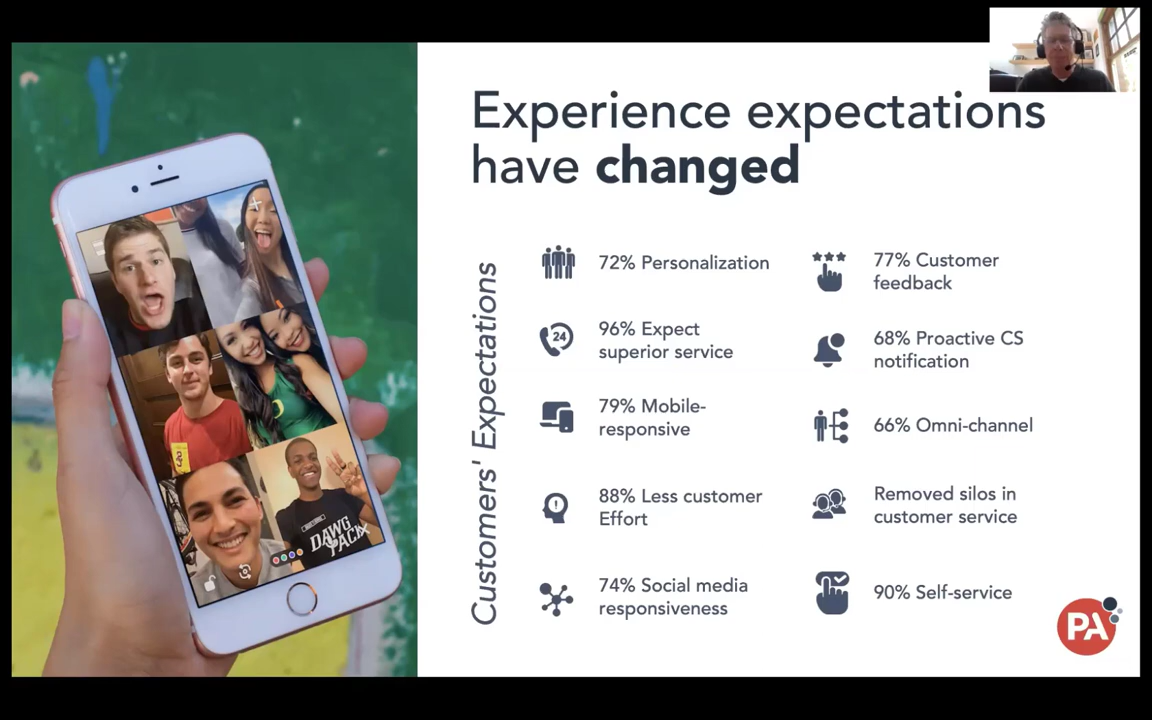 Experience expectations
have changed
Customers' Expectations
72% Personalization
96% Expect
superior service
24
79% Mobile-
responsive
88% Less customer
Effort
74% Social media
responsiveness
77% Customer
feedback
68% Proactive CS
notification
66% Omni-channel
Removed silos in
customer service
90% Self-service
PA
DAWG
PACK